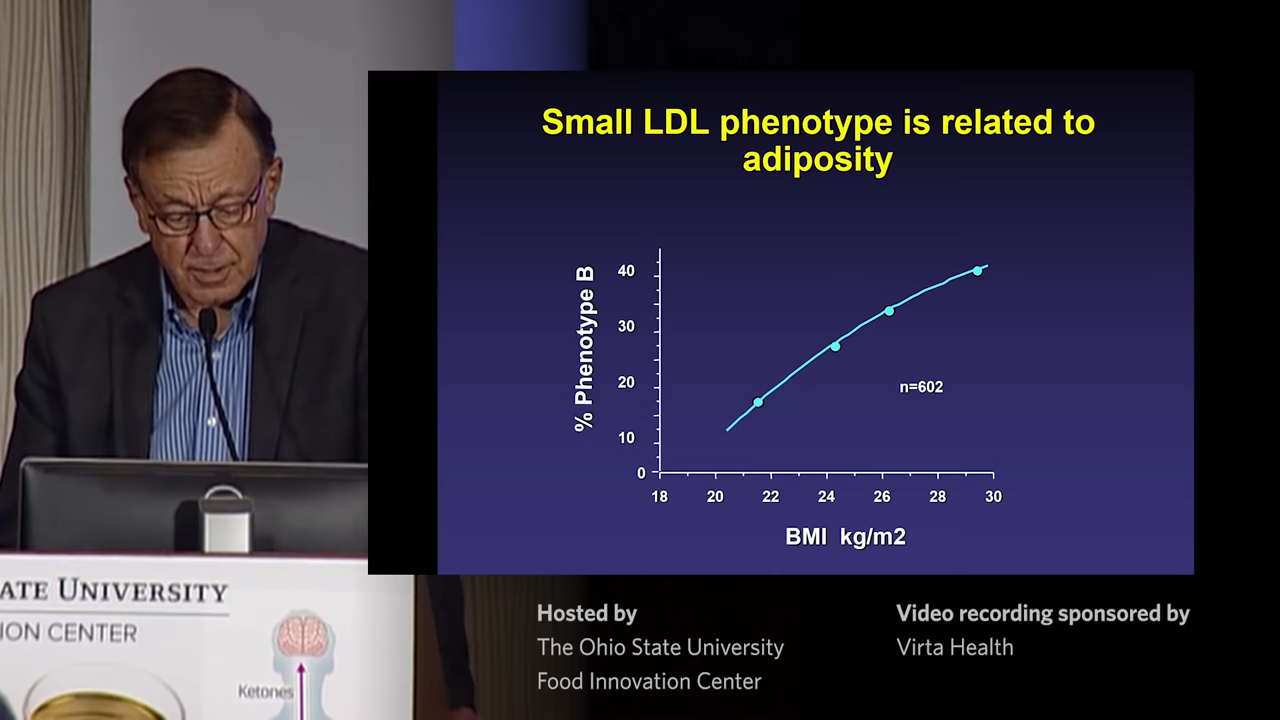 Small LDL phenotype is related to
adiposity
% Phenotype B
40
30
20
10
0
n=602
18 20 22 24 26 28 30
BMI kg/m2
ATE UNIVERSITY
ION CENTER
Ketones
Hosted by
The Ohio State University
Food Innovation Center
Video recording sponsored by
Virta Health